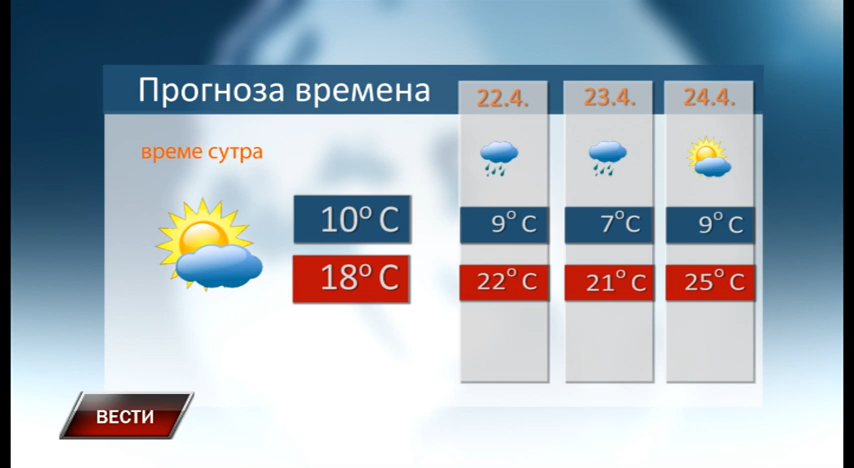 Прогноза времена
време сутра
10° C
18° C
22.4.
9° C
22° C
23.4.
7°C
21° C
24.4.
9° C
25° C
ВЕСТИ